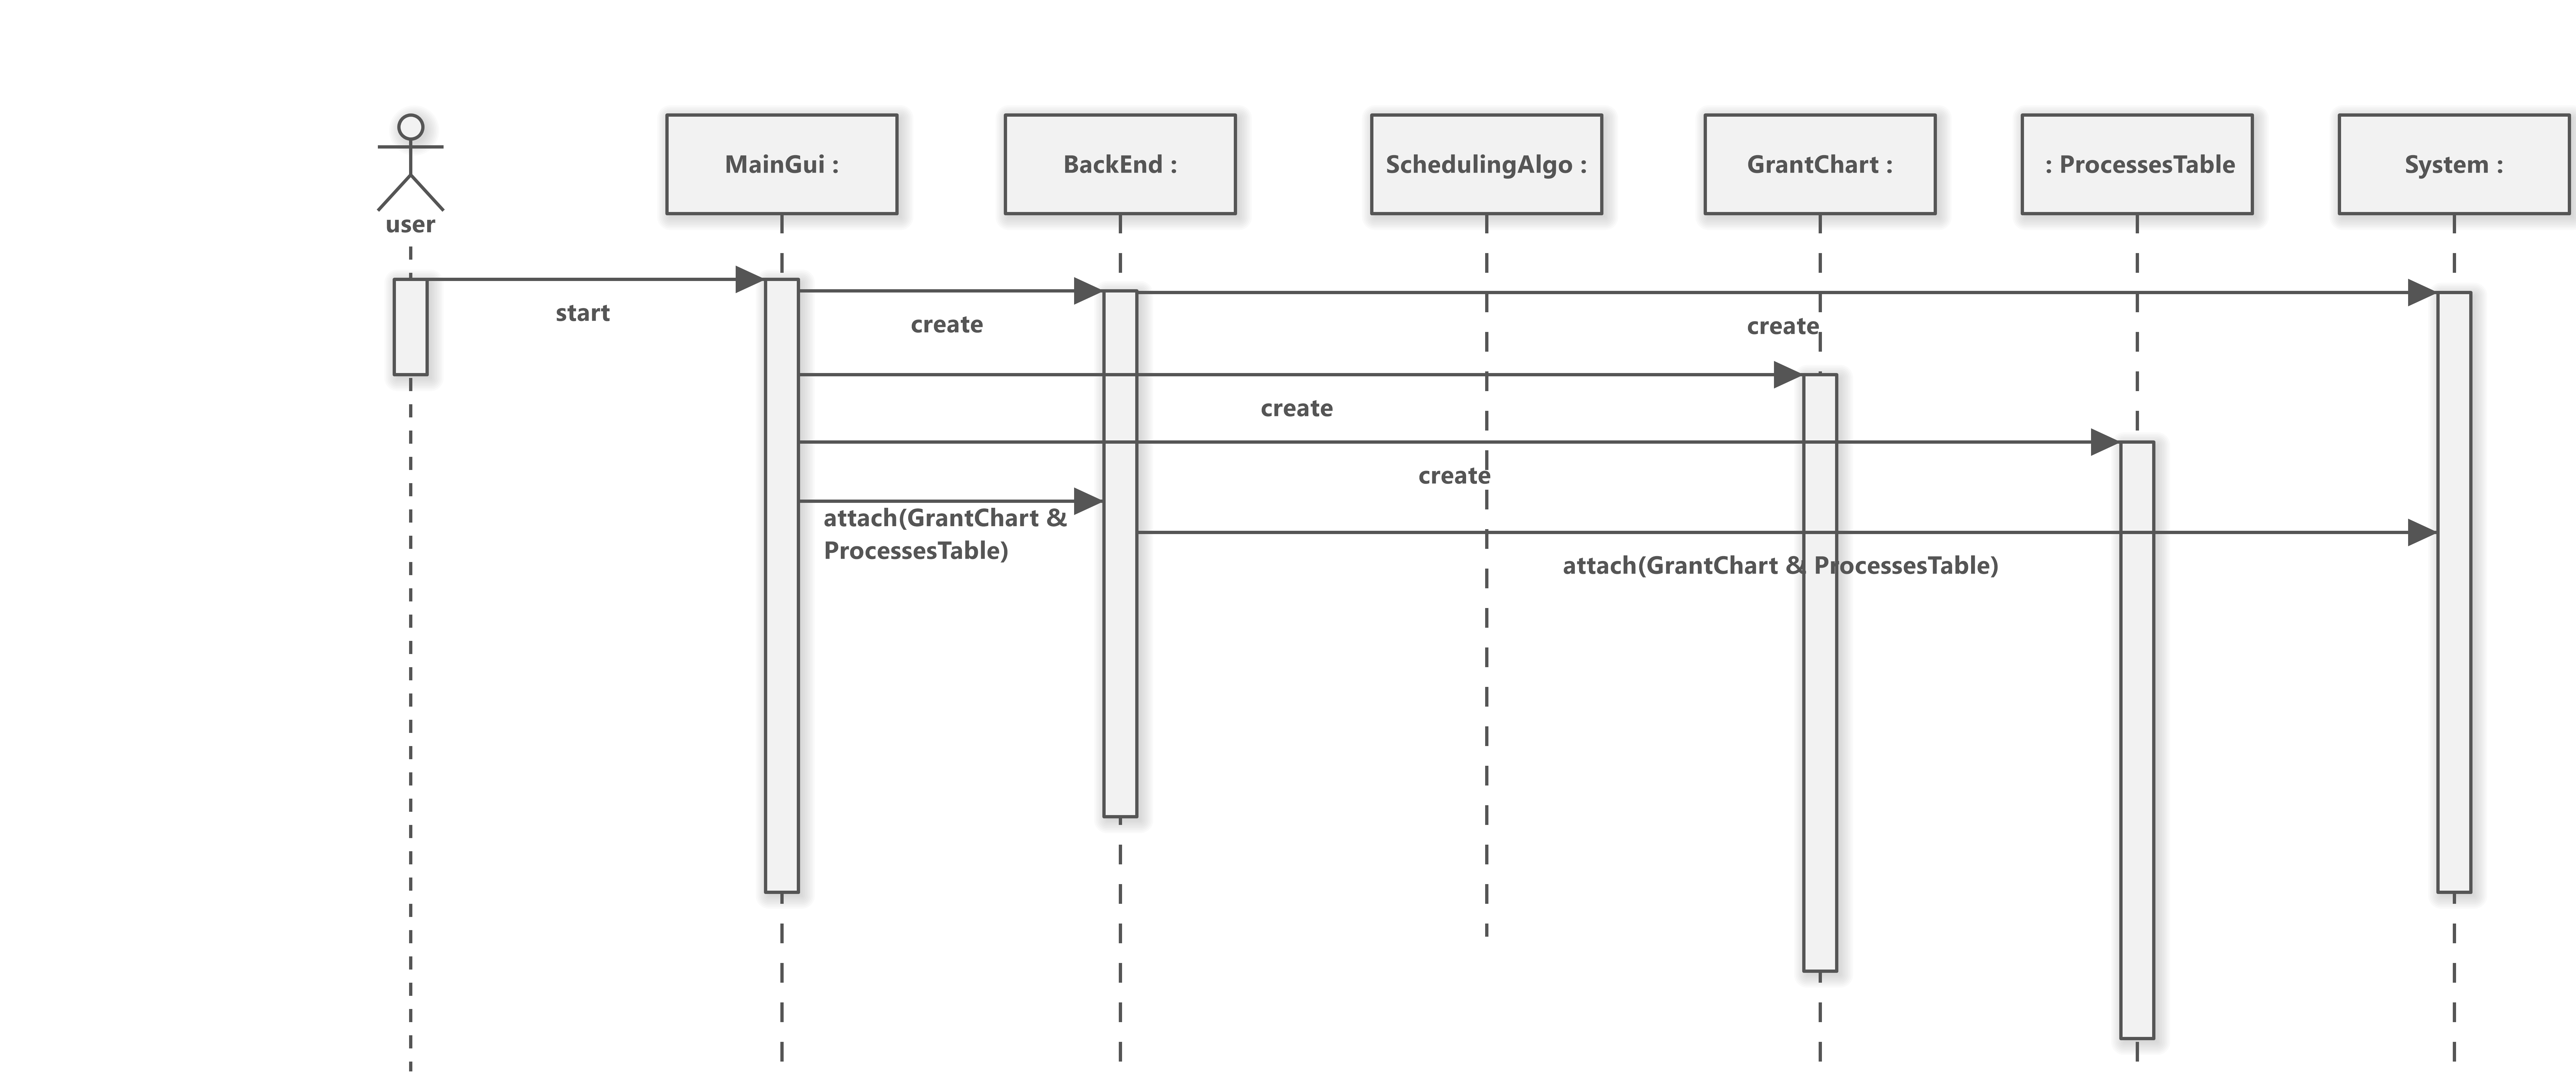 MainGui :
BackEnd :
SchedulingAlgo :
GrantChart :
: ProcessesTable
System :
user
start
create
create
create
create
attach(GrantChart &
ProcessesTable)
attach(GrantChart & ProcessesTable)